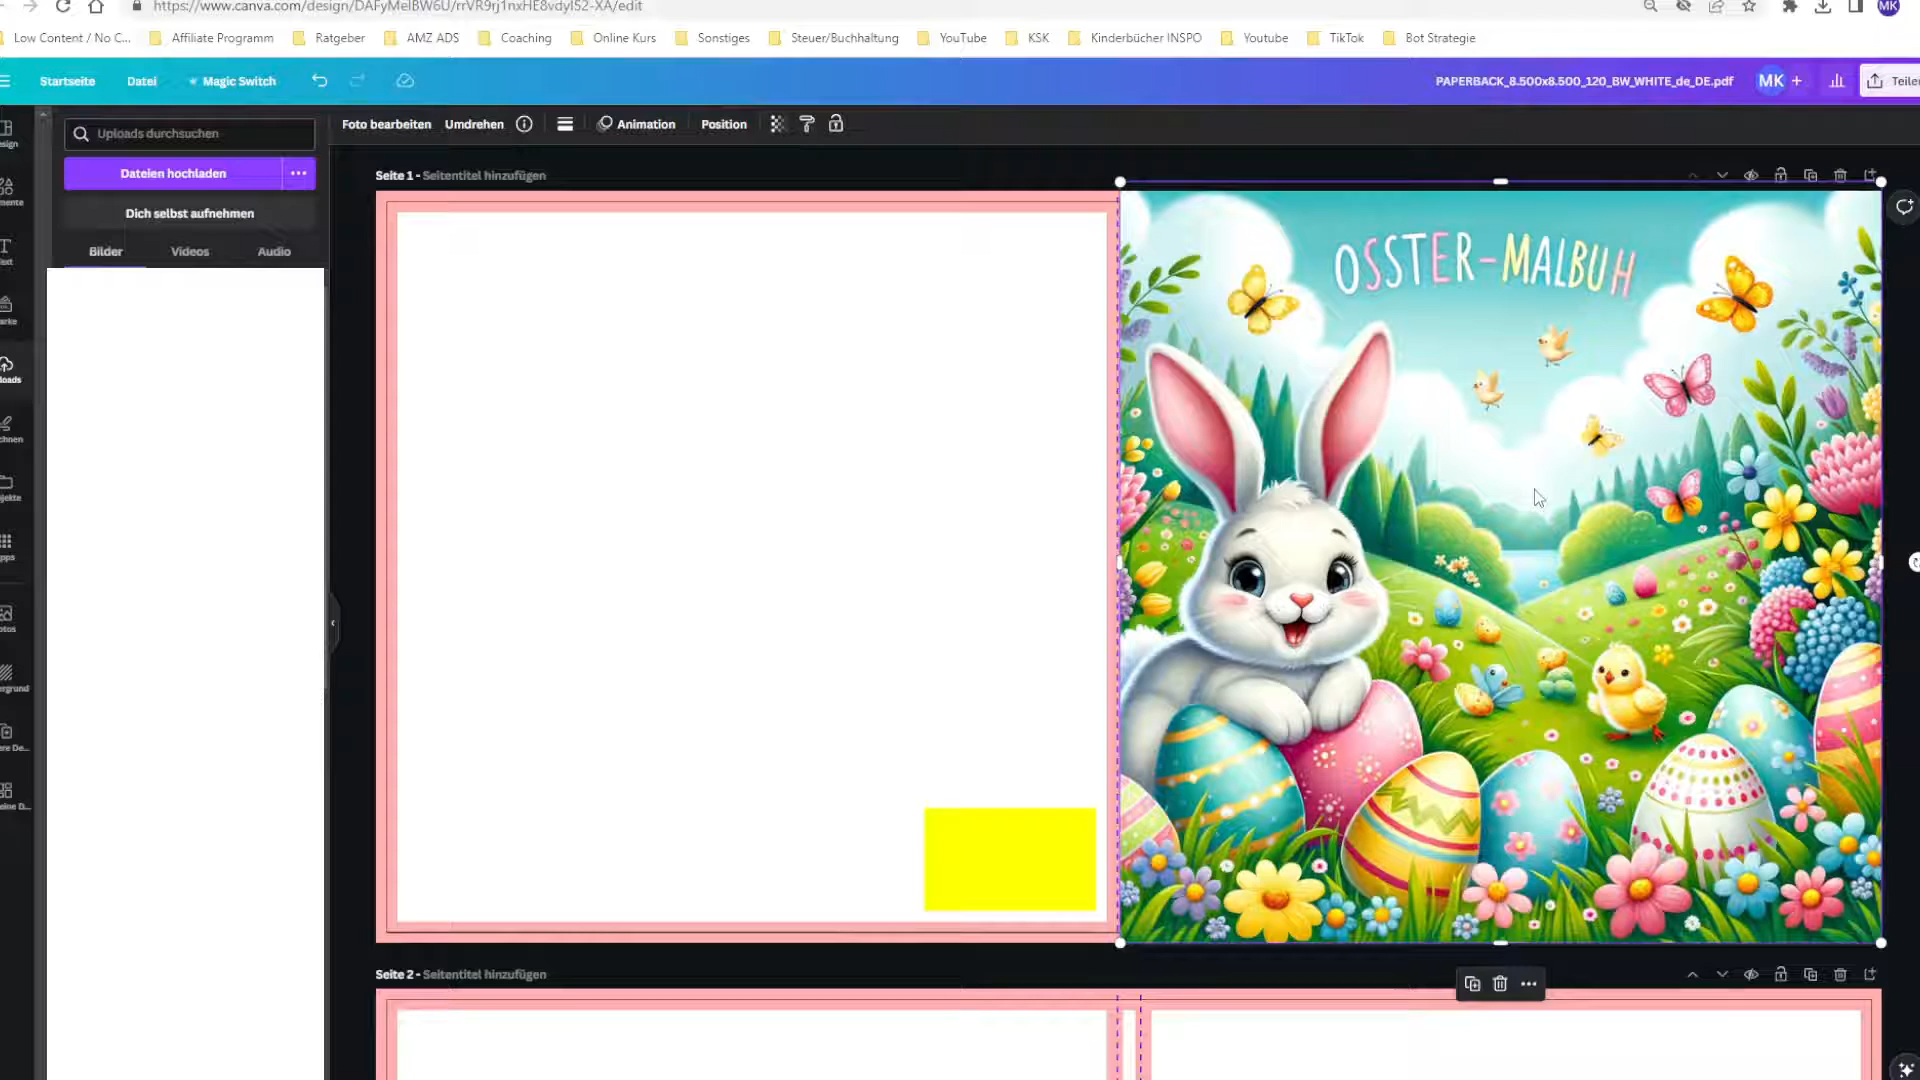 https://www.canva.com/design/DAFyMelBW6U/rrVR9rj1nxHE8vdyI52-XA/edit
MK
Low Content / No C...
Affiliate Programm
Ratgeber
AMZ ADS
Coaching
Online Kurs
Sonstiges
Steuer/Buchhaltung
YouTube
KSK
Kinderbücher INSPO
Youtube
TikTok
Bot Strategie
Startseite
Datei
Magic Switch
PAPERBACK_8.500x8.500_120_BW_WHITE_de_DE.pdf
MK
+
Teilen
Uploads durchsuchen
Foto bearbeiten
Umdrehen
Animation
Position
Dateien hochladen
Dich selbst aufnehmen
Bilder
Videos
Audio
Seite 1 - Seitentitel hinzufügen
OSSTER-MALBUH
Seite 2 - Seitentitel hinzufügen